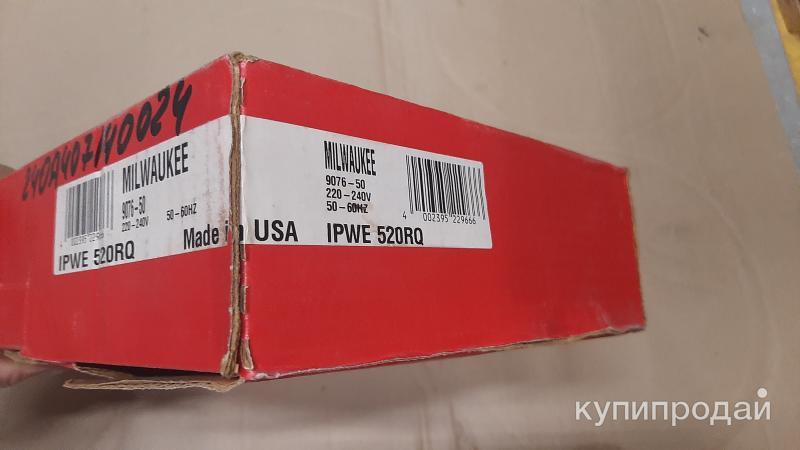 240A407140024
MILWAUKEE
9076-50
220-240V 50-60HZ
IPWE 520RQ
Made in USA
MILWAUKEE
9076-50
220-240V
50-60HZ
4 002395 229666
IPWE 520RQ
купипродай